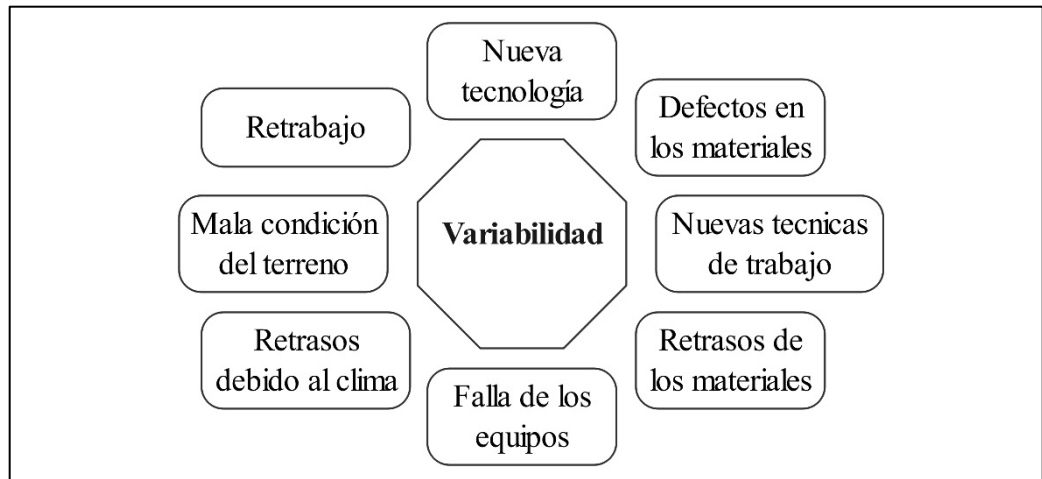 Nueva
tecnología
Defectos en
los materiales
Retrabajo
Mala condición
del terreno
Variabilidad
Nuevas tecnicas
de trabajo
Retrasos
debido al clima
Retrasos de
los materiales
Falla de los
equipos